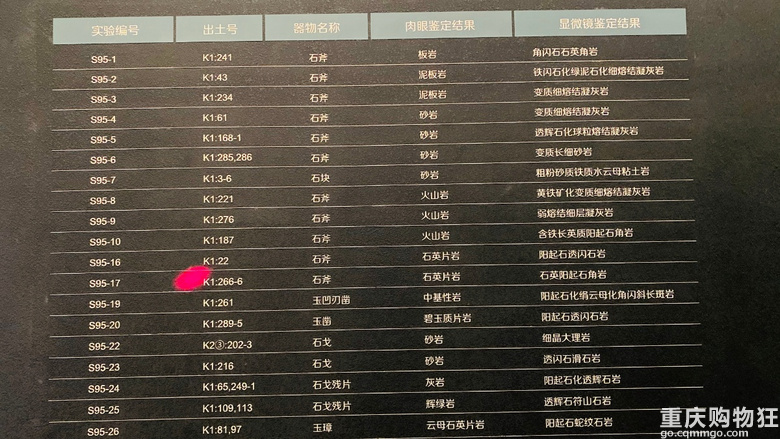 实验编号 出土号 器物名称 肉眼鉴定结果 显微镜鉴定结果
S95-1 K1:241 石斧 板岩 角闪石石英角岩
S95-2 K1:43 石斧 泥板岩 铁闪石化绿泥石化细熔结凝灰岩
S95-3 K1:234 石斧 泥板岩 变质细熔结凝灰岩
S95-4 K1:61 石斧 砂岩 变质细熔结凝灰岩
S95-5 K1:168-1 石斧 砂岩 透辉石化球粒熔结凝灰岩
S95-6 K1:285,286 石斧 砂岩 变质长细砂岩
S95-7 K1:3-6 石块 砂岩 粗粉砂质铁质水云母粘土岩
S95-8 K1:221 石斧 火山岩 黄铁矿化变质细熔结凝灰岩
S95-9 K1:276 石斧 火山岩 弱熔结细层凝灰岩
S95-10 K1:187 石斧 火山岩 含铁长英质阳起石角岩
S95-16 K1:22 石斧 石英片岩 阳起石透闪石岩
S95-17 K1:266-6 石斧 石英片岩 石英阳起石角岩
S95-19 K1:261 玉凹刃凿 中基性岩 阳起石化绢云母化角闪斜长斑岩
S95-20 K1:289-5 玉凿 碧玉质片岩 阳起石透闪石岩
S95-22 K2③:202-3 石戈 砂岩 细晶大理岩
S95-23 K1:216 石戈 砂岩 透闪石滑石岩
S95-24 K1:65,249-1 石戈残片 灰岩 阳起石化透辉石岩
S95-25 K1:109,113 石戈残片 辉绿岩 透辉石符山石岩
S95-26 K1:81,97 玉璋 云母石英片岩 阳起石蛇纹石岩
重庆购物狂
go.cqmmgo.com